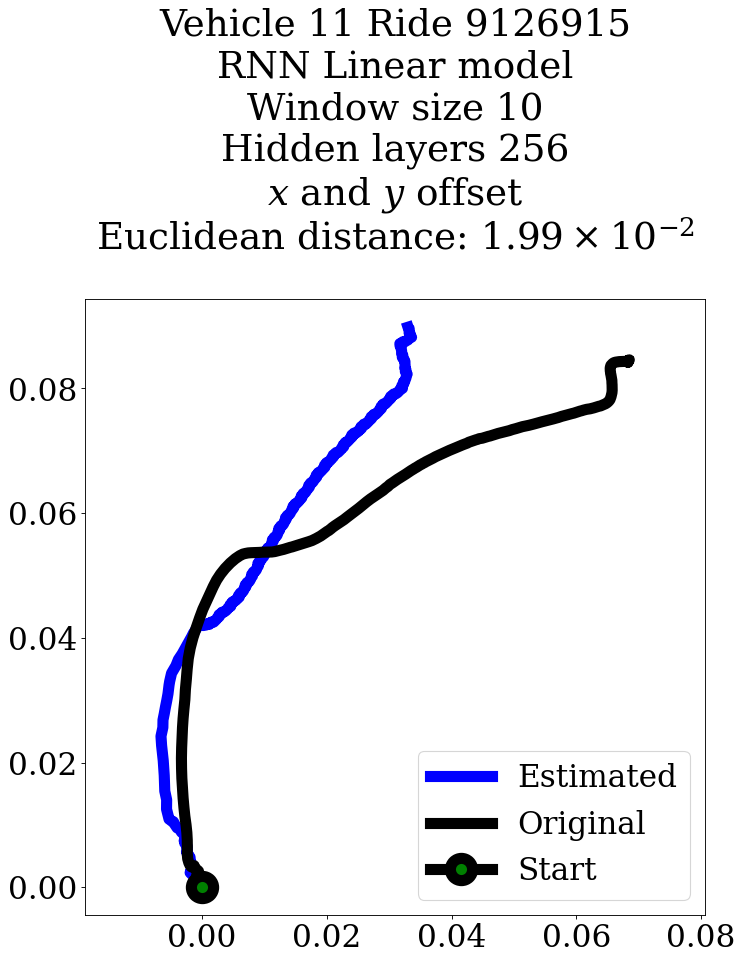 Vehicle 11 Ride 9126915
RNN Linear model
Window size 10
Hidden layers 256
x and y offset
Euclidean distance: 1.99 × 10⁻²
0.08
0.06
0.04
0.02
0.00
Estimated
Original
Start
0.00 0.02 0.04 0.06 0.08